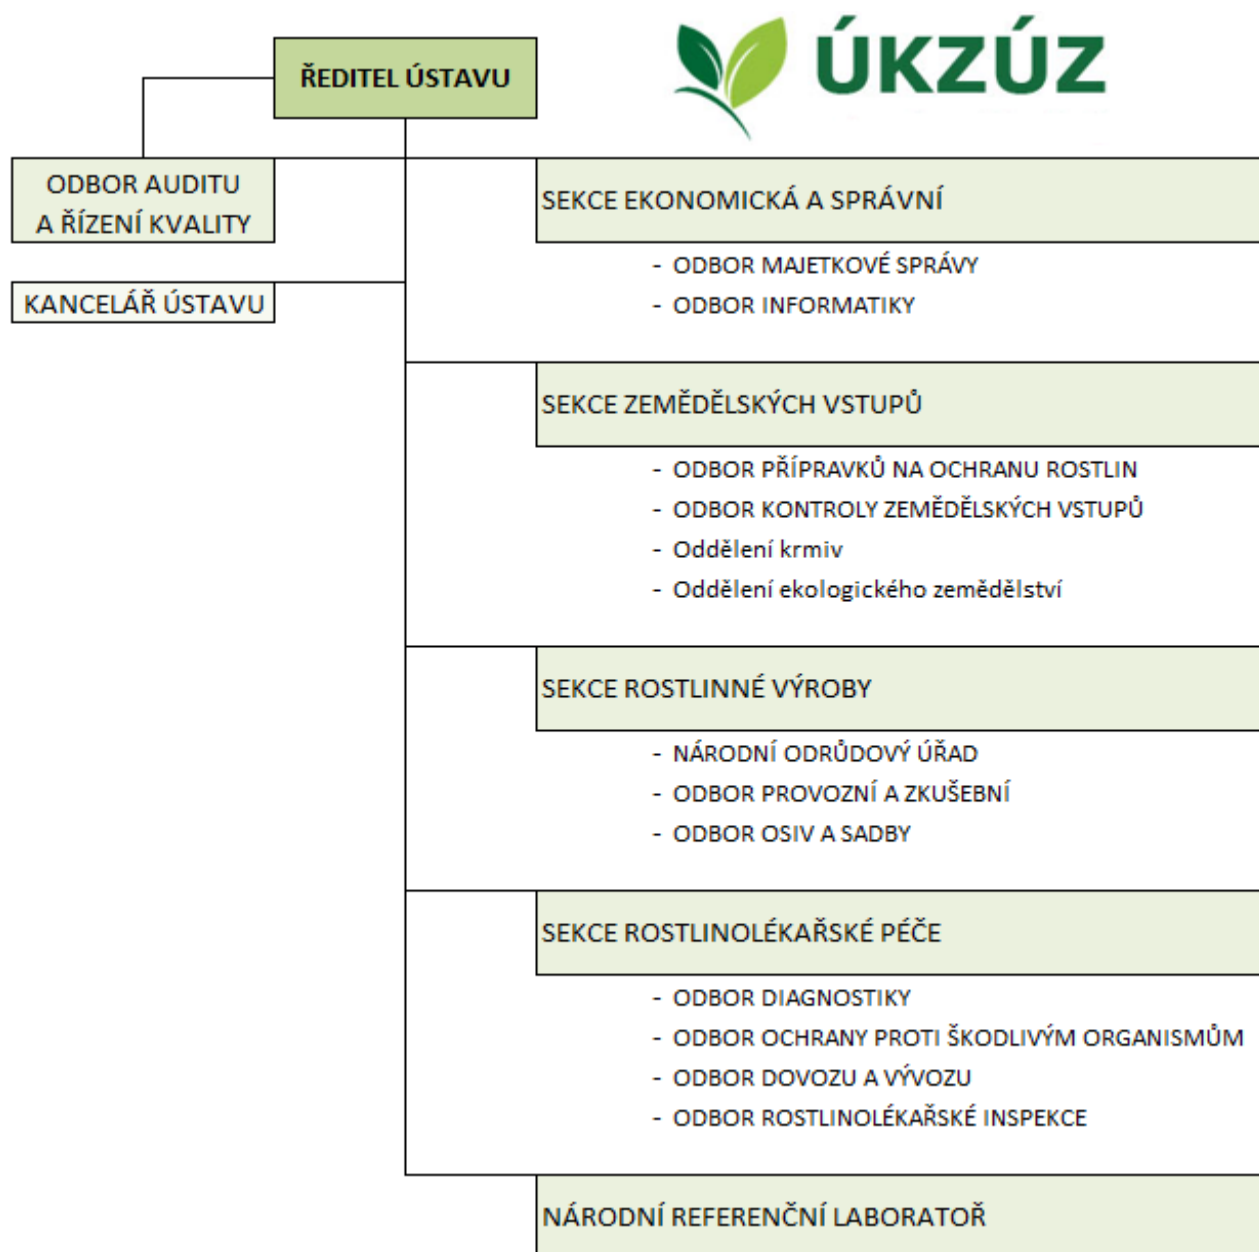 ÚKZÚZ
ŘEDITEL ÚSTAVU
ODBOR AUDITU
A ŘÍZENÍ KVALITY
KANCELÁŘ ÚSTAVU
SEKCE EKONOMICKÁ A SPRÁVNÍ
- ODBOR MAJETKOVÉ SPRÁVY
- ODBOR INFORMATIKY
SEKCE ZEMĚDĚLSKÝCH VSTUPŮ
- ODBOR PŘÍPRAVKŮ NA OCHRANU ROSTLIN
- ODBOR KONTROLY ZEMĚDĚLSKÝCH VSTUPŮ
- Oddělení krmiv
- Oddělení ekologického zemědělství
SEKCE ROSTLINNÉ VÝROBY
- NÁRODNÍ ODRŮDOVÝ ÚŘAD
- ODBOR PROVOZNÍ A ZKUŠEBNÍ
- ODBOR OSIV A SADBY
SEKCE ROSTLINOLÉKAŘSKÉ PÉČE
- ODBOR DIAGNOSTIKY
- ODBOR OCHRANY PROTI ŠKODLIVÝM ORGANISMŮM
- ODBOR DOVOZU A VÝVOZU
- ODBOR ROSTLINOLÉKAŘSKÉ INSPEKCE
NÁRODNÍ REFERENČNÍ LABORATOŘ